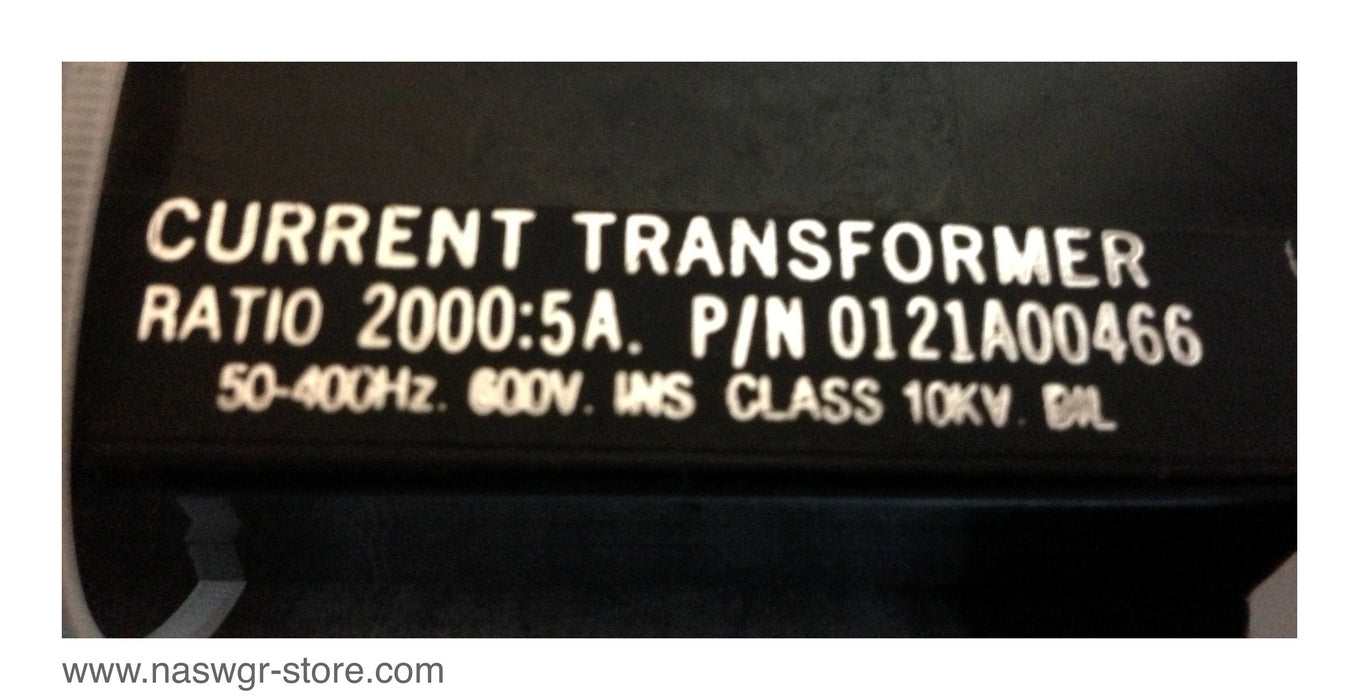 CURRENT TRANSFORMER
RATIO 2000:5A. P/N 0121A00466
50-400Hz. 600V. INS CLASS 10KV. BIL
www.naswgr-store.com